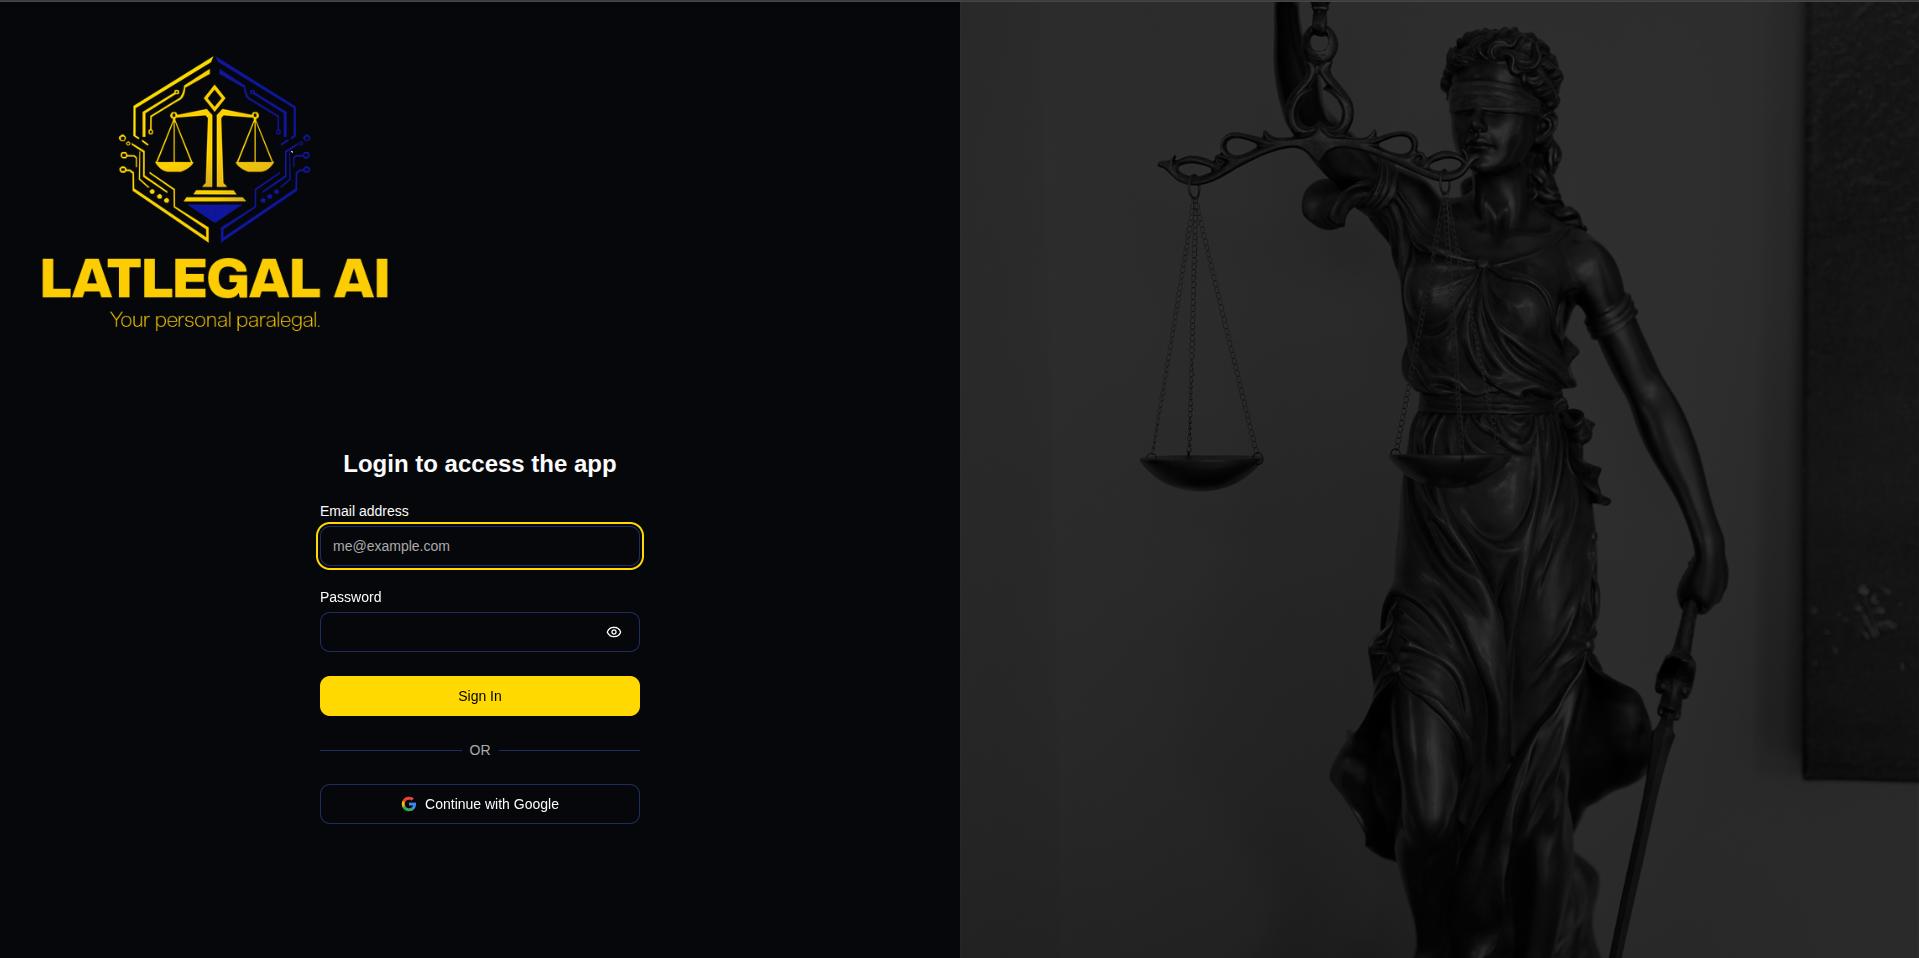 LATLEGAL AI
Your personal paralegal.
Login to access the app
Email address
me@example.com
Password
Sign In
OR
Continue with Google